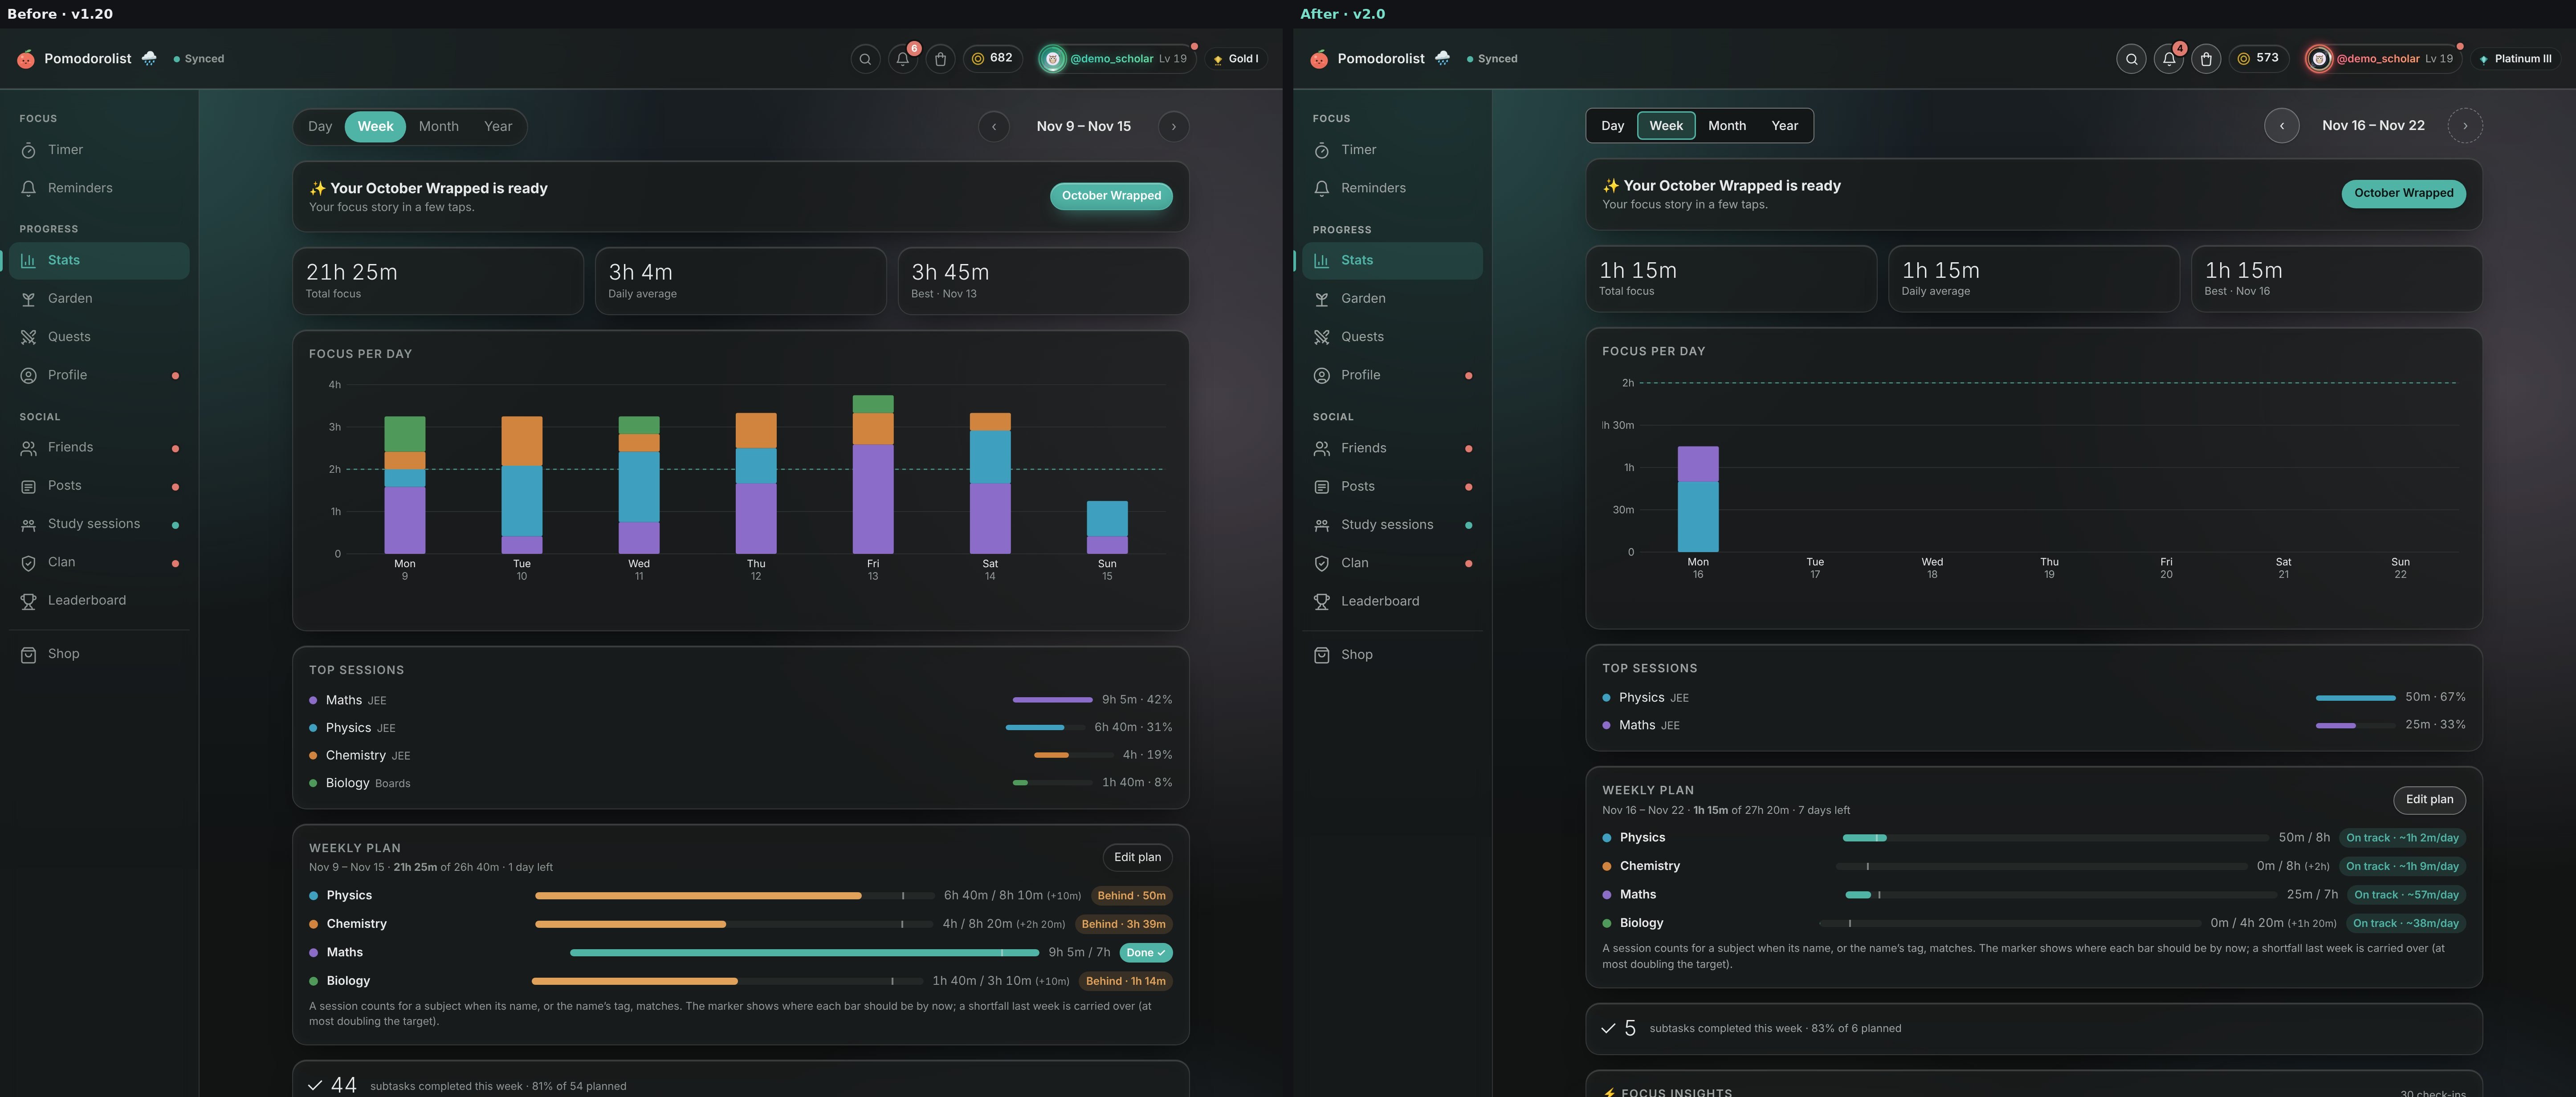 Before · v1.20
Pomodorolist
Synced
6
682
@demo_scholar Lv 19
Gold I
FOCUS
Timer
Reminders
PROGRESS
Stats
Garden
Quests
Profile
SOCIAL
Friends
Posts
Study sessions
Clan
Leaderboard
Shop
Day Week Month Year
Nov 9 – Nov 15
✨ Your October Wrapped is ready
Your focus story in a few taps.
October Wrapped
21h 25m
Total focus
3h 4m
Daily average
3h 45m
Best · Nov 13
FOCUS PER DAY
4h
3h
2h
1h
0
Mon Tue Wed Thu Fri Sat Sun
9 10 11 12 13 14 15
TOP SESSIONS
Maths JEE 9h 5m · 42%
Physics JEE 6h 40m · 31%
Chemistry JEE 4h · 19%
Biology Boards 1h 40m · 8%
WEEKLY PLAN
Nov 9 – Nov 15 · 21h 25m of 26h 40m · 1 day left
Edit plan
Physics 6h 40m / 8h 10m (+10m) Behind · 50m
Chemistry 4h / 8h 20m (+2h 20m) Behind · 3h 39m
Maths 9h 5m / 7h Done ✓
Biology 1h 40m / 3h 10m (+10m) Behind · 1h 14m
A session counts for a subject when its name, or the name’s tag, matches. The marker shows where each bar should be by now; a shortfall last week is carried over (at
most doubling the target).
✓ 44 subtasks completed this week · 81% of 54 planned
After · v2.0
Pomodorolist
Synced
4
573
@demo_scholar Lv 19
Platinum III
FOCUS
Timer
Reminders
PROGRESS
Stats
Garden
Quests
Profile
SOCIAL
Friends
Posts
Study sessions
Clan
Leaderboard
Shop
Day Week Month Year
Nov 16 – Nov 22
✨ Your October Wrapped is ready
Your focus story in a few taps.
October Wrapped
1h 15m
Total focus
1h 15m
Daily average
1h 15m
Best · Nov 16
FOCUS PER DAY
2h
h 30m
1h
30m
0
Mon Tue Wed Thu Fri Sat Sun
16 17 18 19 20 21 22
TOP SESSIONS
Physics JEE 50m · 67%
Maths JEE 25m · 33%
WEEKLY PLAN
Nov 16 – Nov 22 · 1h 15m of 27h 20m · 7 days left
Edit plan
Physics 50m / 8h On track · ~1h 2m/day
Chemistry 0m / 8h (+2h) On track · ~1h 9m/day
Maths 25m / 7h On track · ~57m/day
Biology 0m / 4h 20m (+1h 20m) On track · ~38m/day
A session counts for a subject when its name, or the name’s tag, matches. The marker shows where each bar should be by now; a shortfall last week is carried over (at
most doubling the target).
✓ 5 subtasks completed this week · 83% of 6 planned
⚡ FOCUS INSIGHTS
30 check-ins